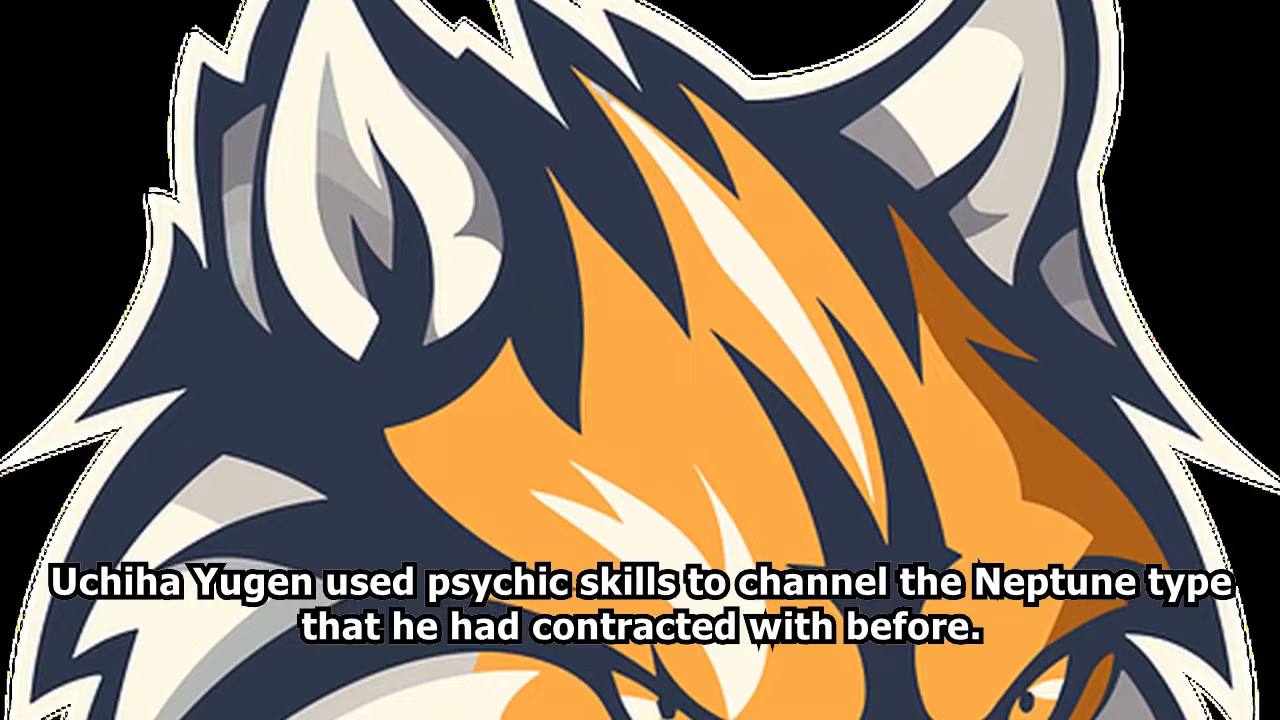 Uchiha Yugen used psychic skills to channel the Neptune type
that he had contracted with before.